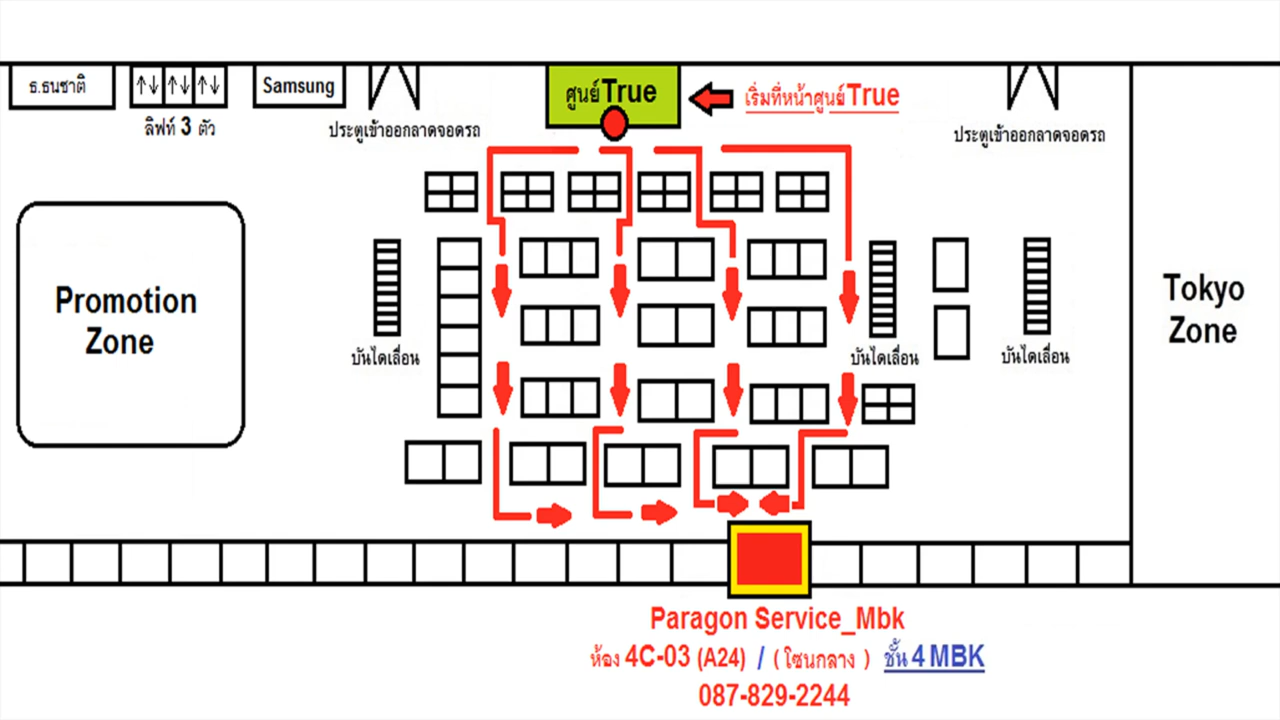 ธ.ธนชาติ
ลิฟท์ 3 ตัว
Samsung
ประตูเข้าออกลาดจอดรถ
ศูนย์ True
เริ่มที่หน้าศูนย์ True
ประตูเข้าออกลาดจอดรถ
Promotion
Zone
บันไดเลื่อน
บันไดเลื่อน
บันไดเลื่อน
Tokyo
Zone
Paragon Service_Mbk
ห้อง 4C-03 (A24) / ( โซนกลาง ) ชั้น 4 MBK
087-829-2244